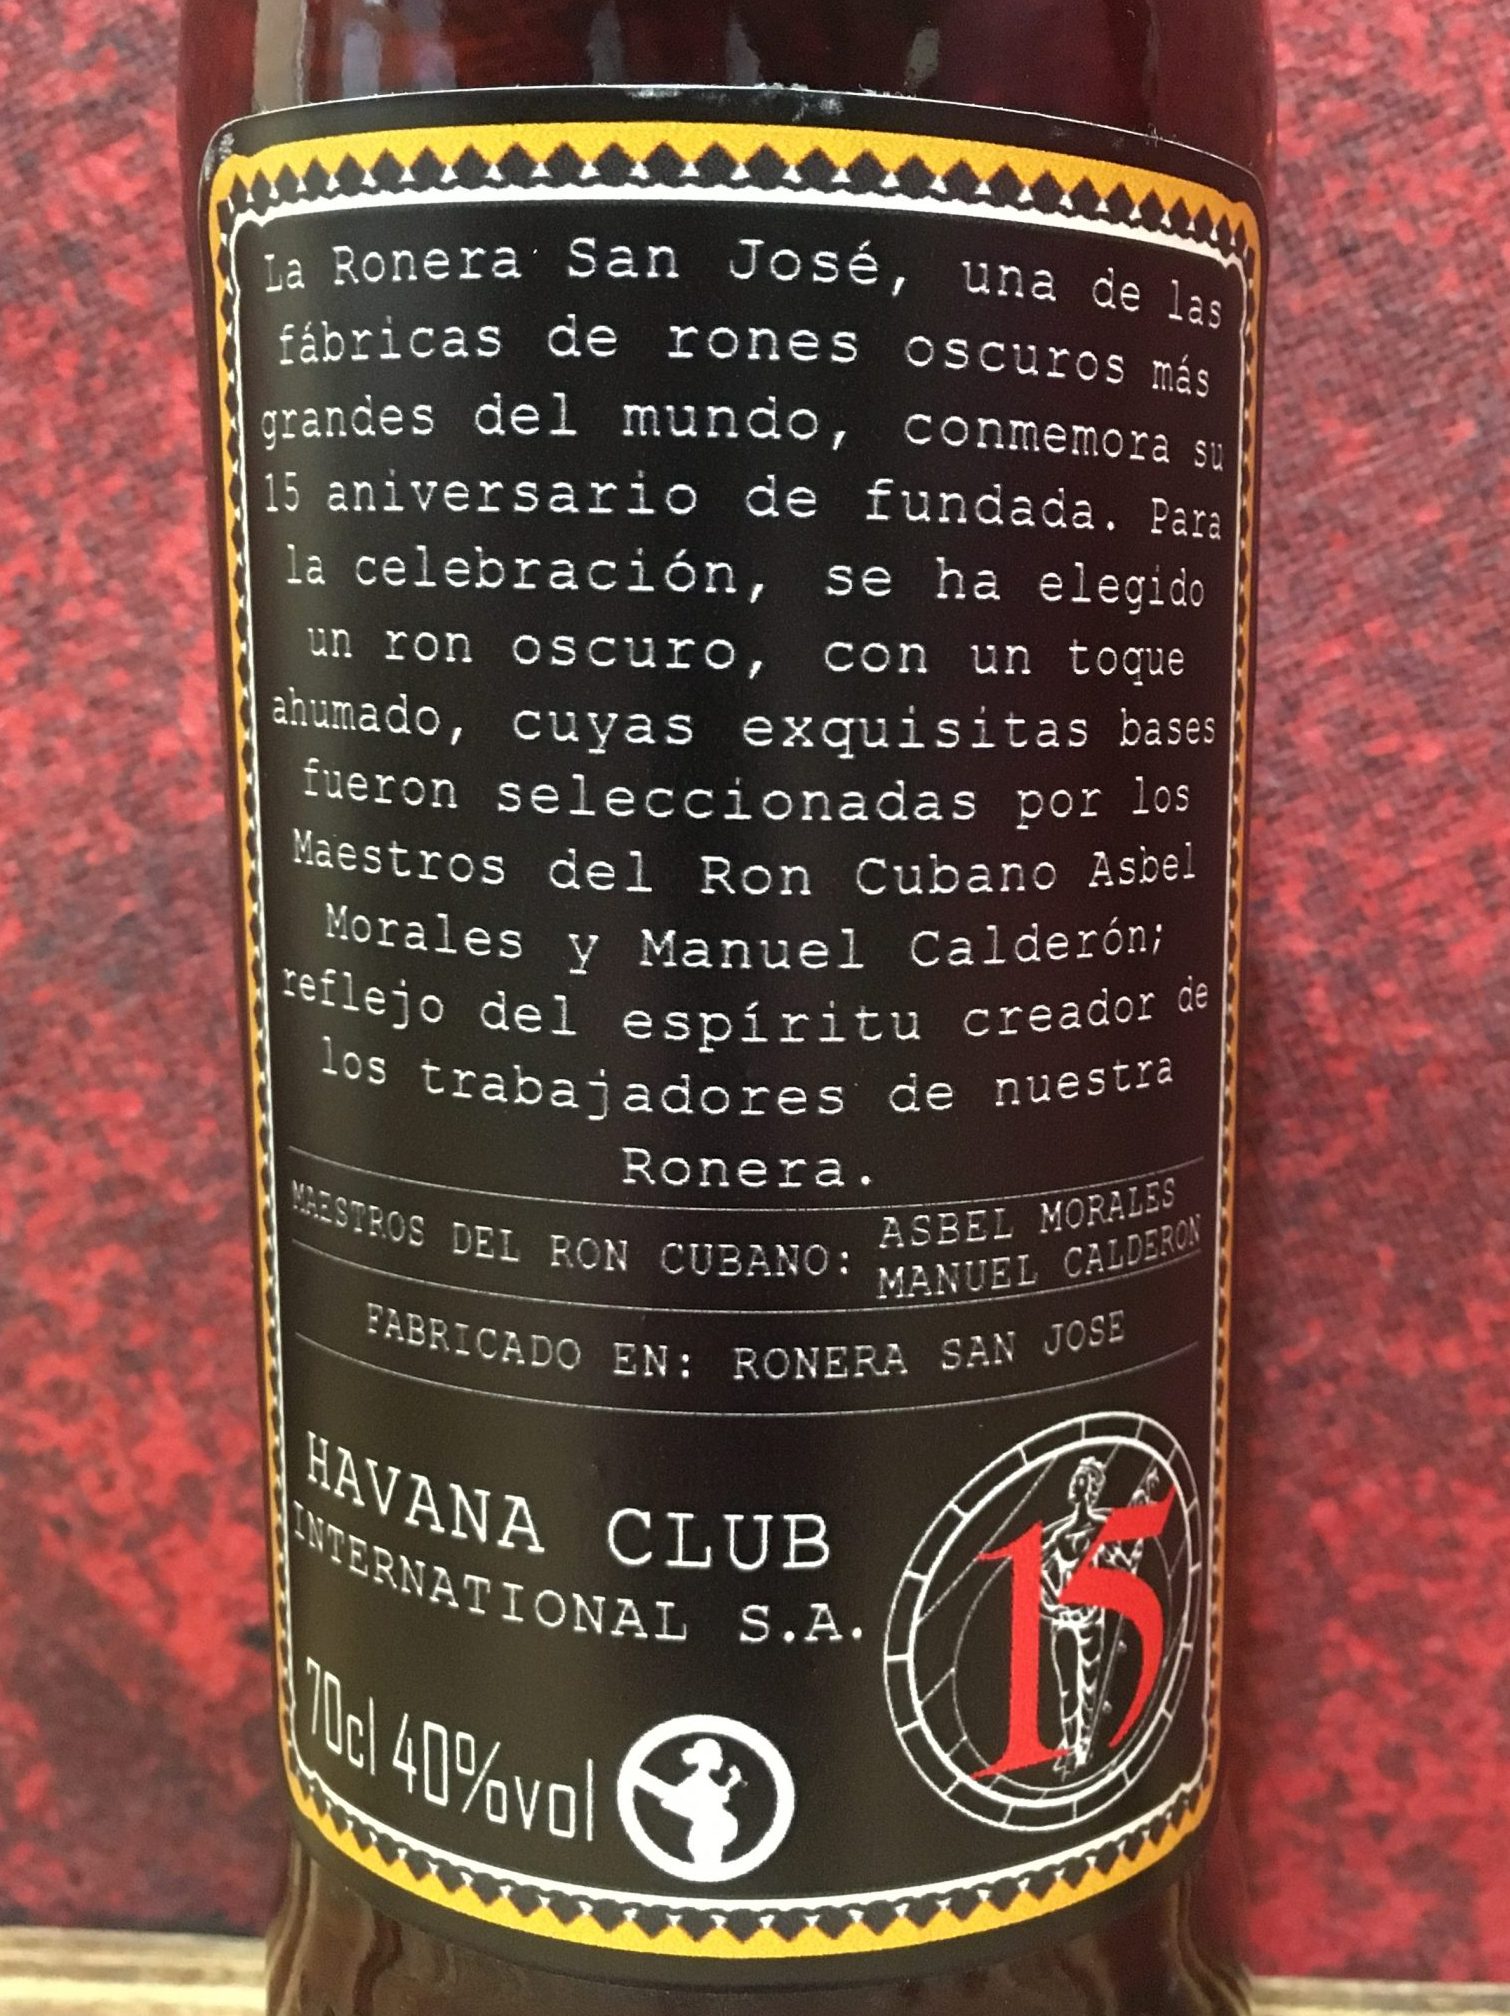 La Ronera San José, una de las
fábricas de rones oscuros más
grandes del mundo, conmemora su
15 aniversario de fundada. Para
la celebración, se ha elegido
un ron oscuro, con un toque
ahumado, cuyas exquisitas bases
fueron seleccionadas por los
Maestros del Ron Cubano Asbel
Morales y Manuel Calderón;
reflejo del espíritu creador de
los trabajadores de nuestra
Ronera.
MAESTROS DEL RON CUBANO: ASBEL MORALES
MANUEL CALDERON
FABRICADO EN: RONERA SAN JOSE
HAVANA CLUB
INTERNATIONAL S.A.
15
70cl 40%vol